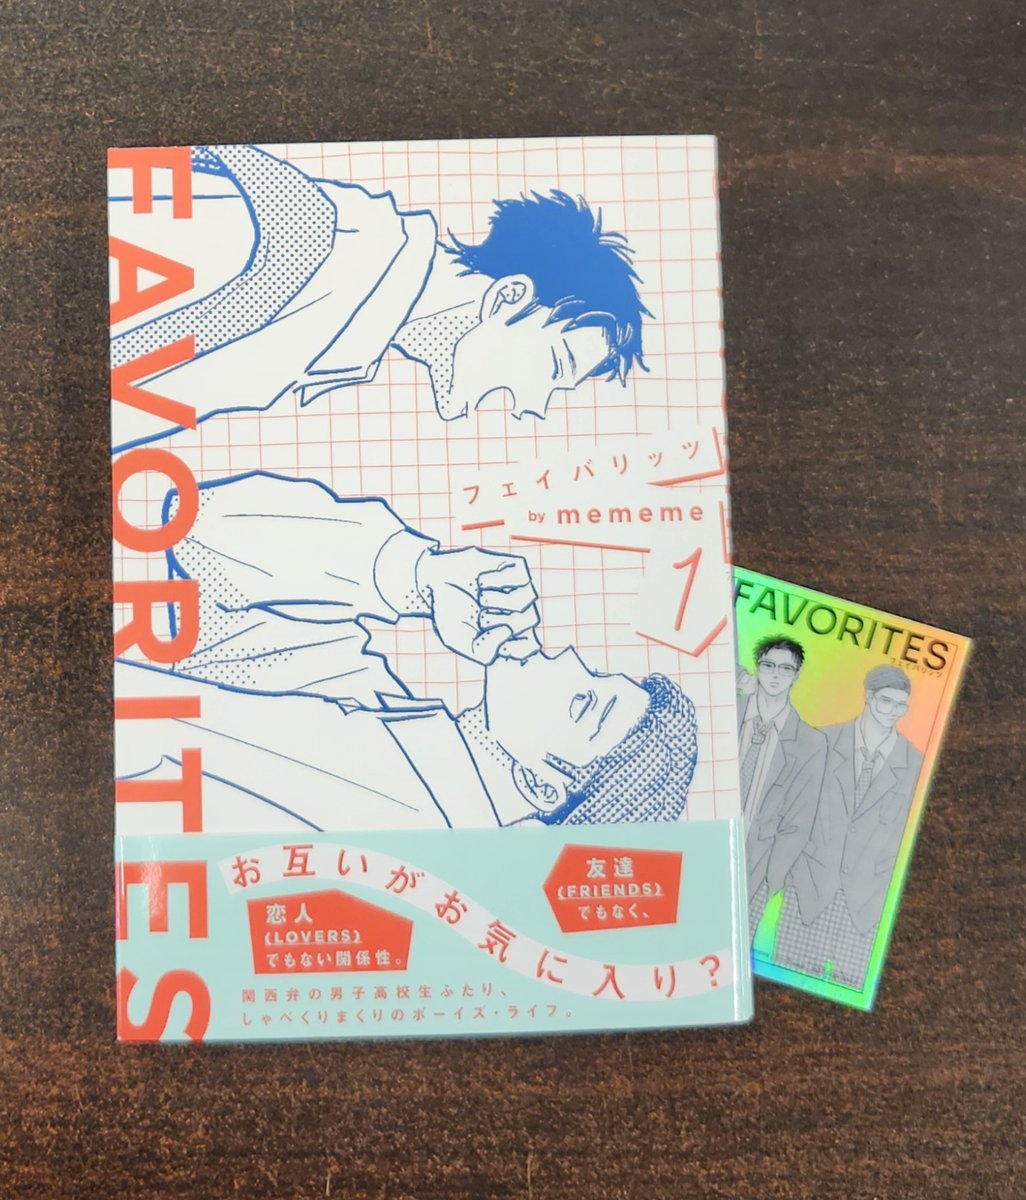 FAVORITES
フェイバリッツ
by mememe
1
FAVORITES
フェイバリッツ
お互いがお気に入り?
友達
(FRIENDS)
でもなく、
恋人
(LOVERS)
でもない関係性。
関西弁の男子高校生ふたり、
しゃべくりまくりのボーイズ・ライフ。